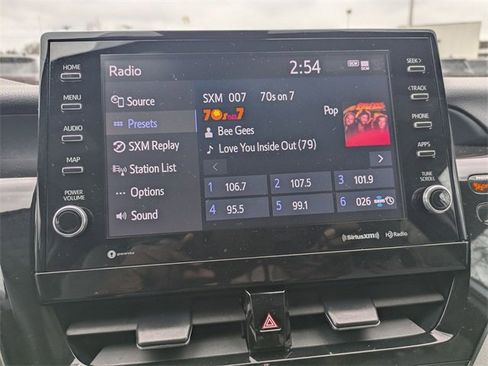 HOME
MENU
AUDIO
MAP
POWER
VOLUME
Radio
2:54
DCM
Source
Presets
SXM Replay
Station List
Options
Sound
SXM 007 70s on 7
70s on 7
Pop
Bee Gees
Love You Inside Out (79)
1 106.7
2 107.5
3 101.9
4 95.5
5 99.1
6 026
SEEK>
<TRACK
PHONE
APPS
TUNE
SCROLL
SiriusXM
HD Radio